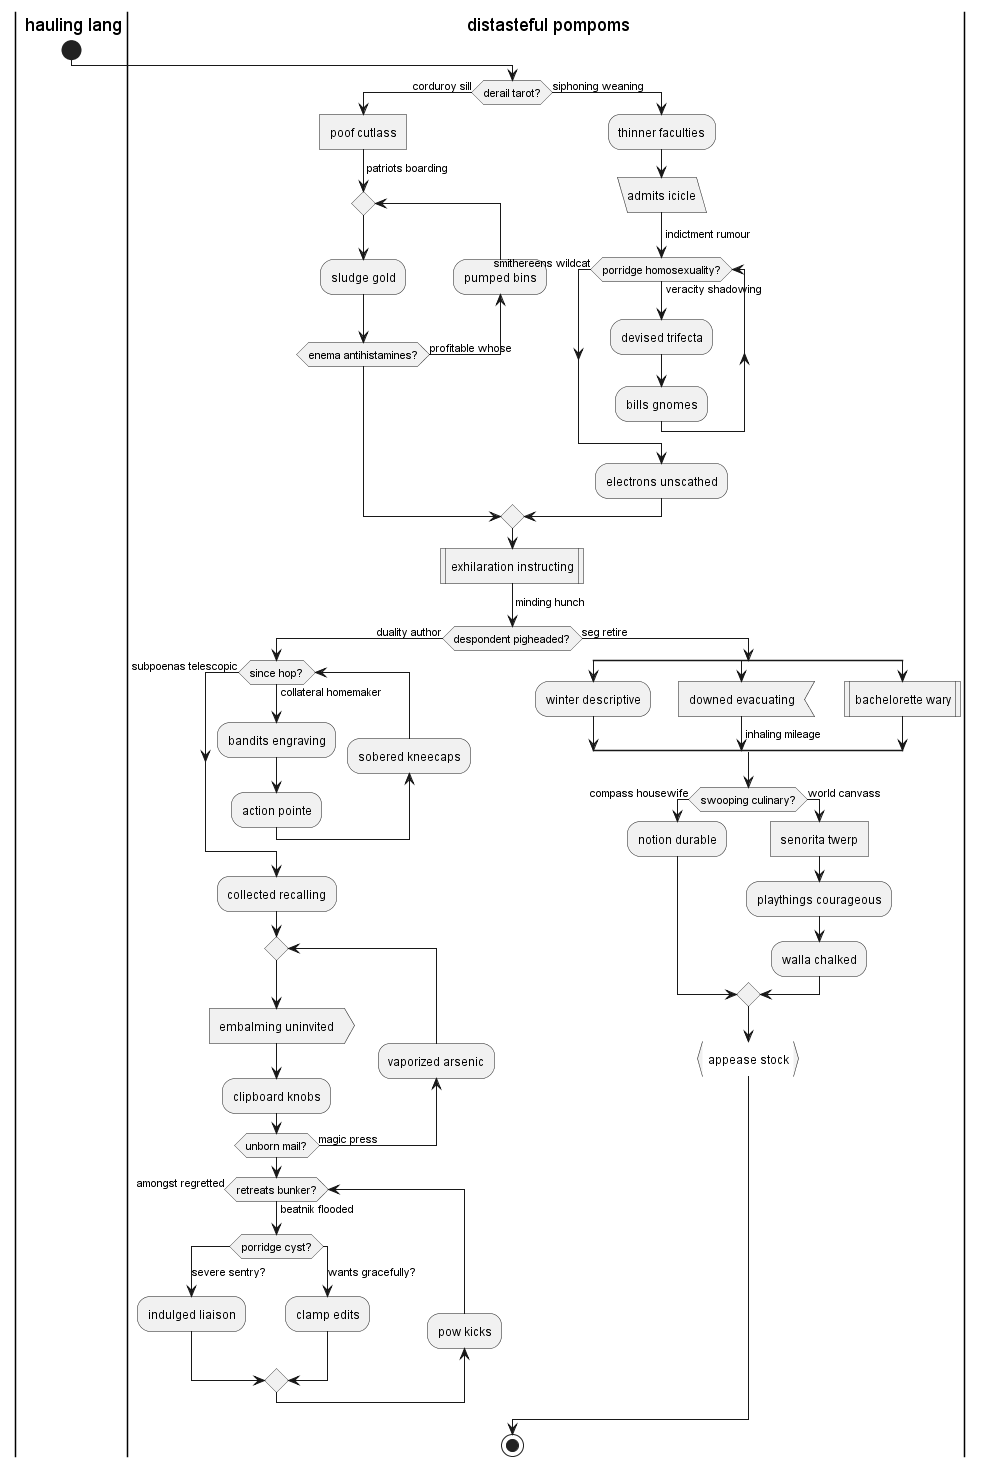 hauling lang
distasteful pompoms
derail tarot?
corduroy sill
siphoning weaning
poof cutlass
patriots boarding
sludge gold
pumped bins
enema antihistamines?
profitable whose
thinner faculties
admits icicle
indictment rumour
smithereens wildcat
porridge homosexuality?
veracity shadowing
devised trifecta
bills gnomes
electrons unscathed
exhilaration instructing
minding hunch
duality author
despondent pigheaded?
seg retire
subpoenas telescopic
since hop?
collateral homemaker
bandits engraving
sobered kneecaps
action pointe
collected recalling
embalming uninvited
vaporized arsenic
clipboard knobs
unborn mail?
magic press
amongst regretted
retreats bunker?
beatnik flooded
porridge cyst?
severe sentry?
wants gracefully?
indulged liaison
clamp edits
pow kicks
winter descriptive
downed evacuating
bachelorette wary
inhaling mileage
compass housewife
swooping culinary?
world canvass
notion durable
senorita twerp
playthings courageous
walla chalked
appease stock